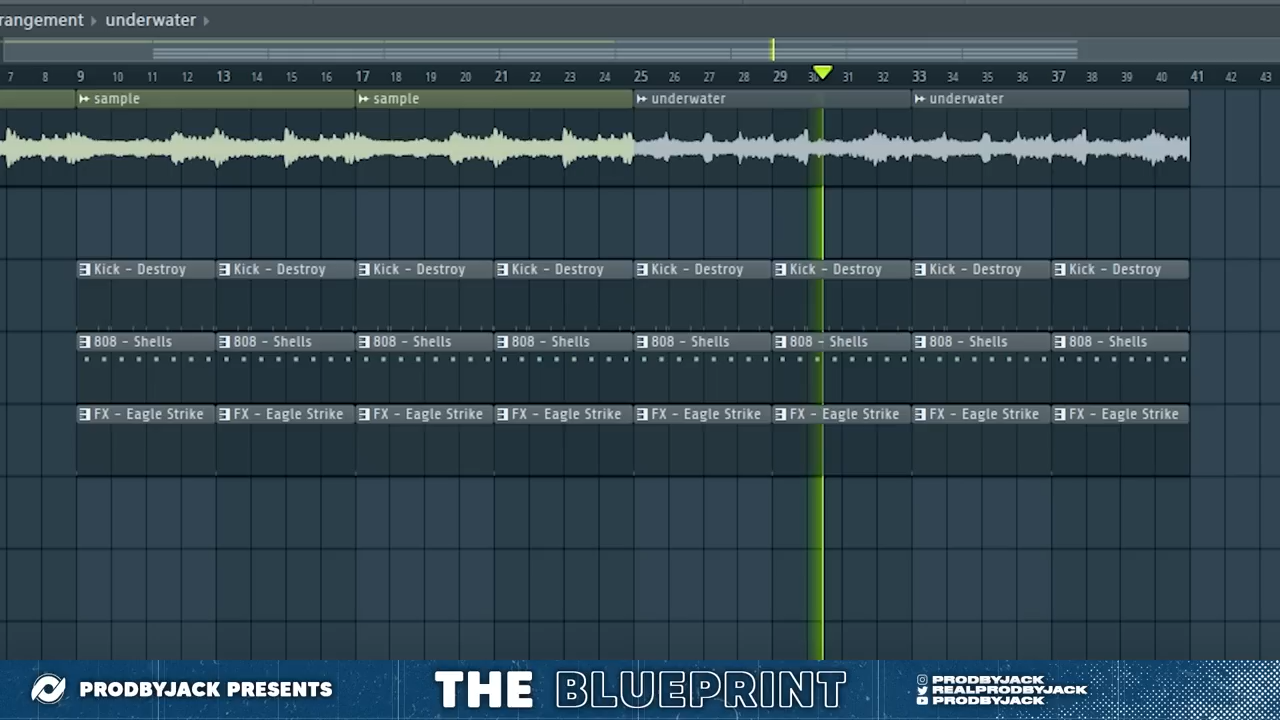 rangement underwater
7 8 9 10 11 12 13 14 15 16 17 18 19 20 21 22 23 24 25 26 27 28 29 30 31 32 33 34 35 36 37 38 39 40 41 42 43
sample sample underwater underwater
Kick - Destroy Kick - Destroy Kick - Destroy Kick - Destroy Kick - Destroy Kick - Destroy Kick - Destroy Kick - Destroy
808 - Shells 808 - Shells 808 - Shells 808 - Shells 808 - Shells 808 - Shells 808 - Shells 808 - Shells
FX - Eagle Strike FX - Eagle Strike FX - Eagle Strike FX - Eagle Strike FX - Eagle Strike FX - Eagle Strike FX - Eagle Strike FX - Eagle Strike
PRODBYJACK PRESENTS
THE BLUEPRINT
PRODBYJACK
REALPRODBYJACK
PRODBYJACK